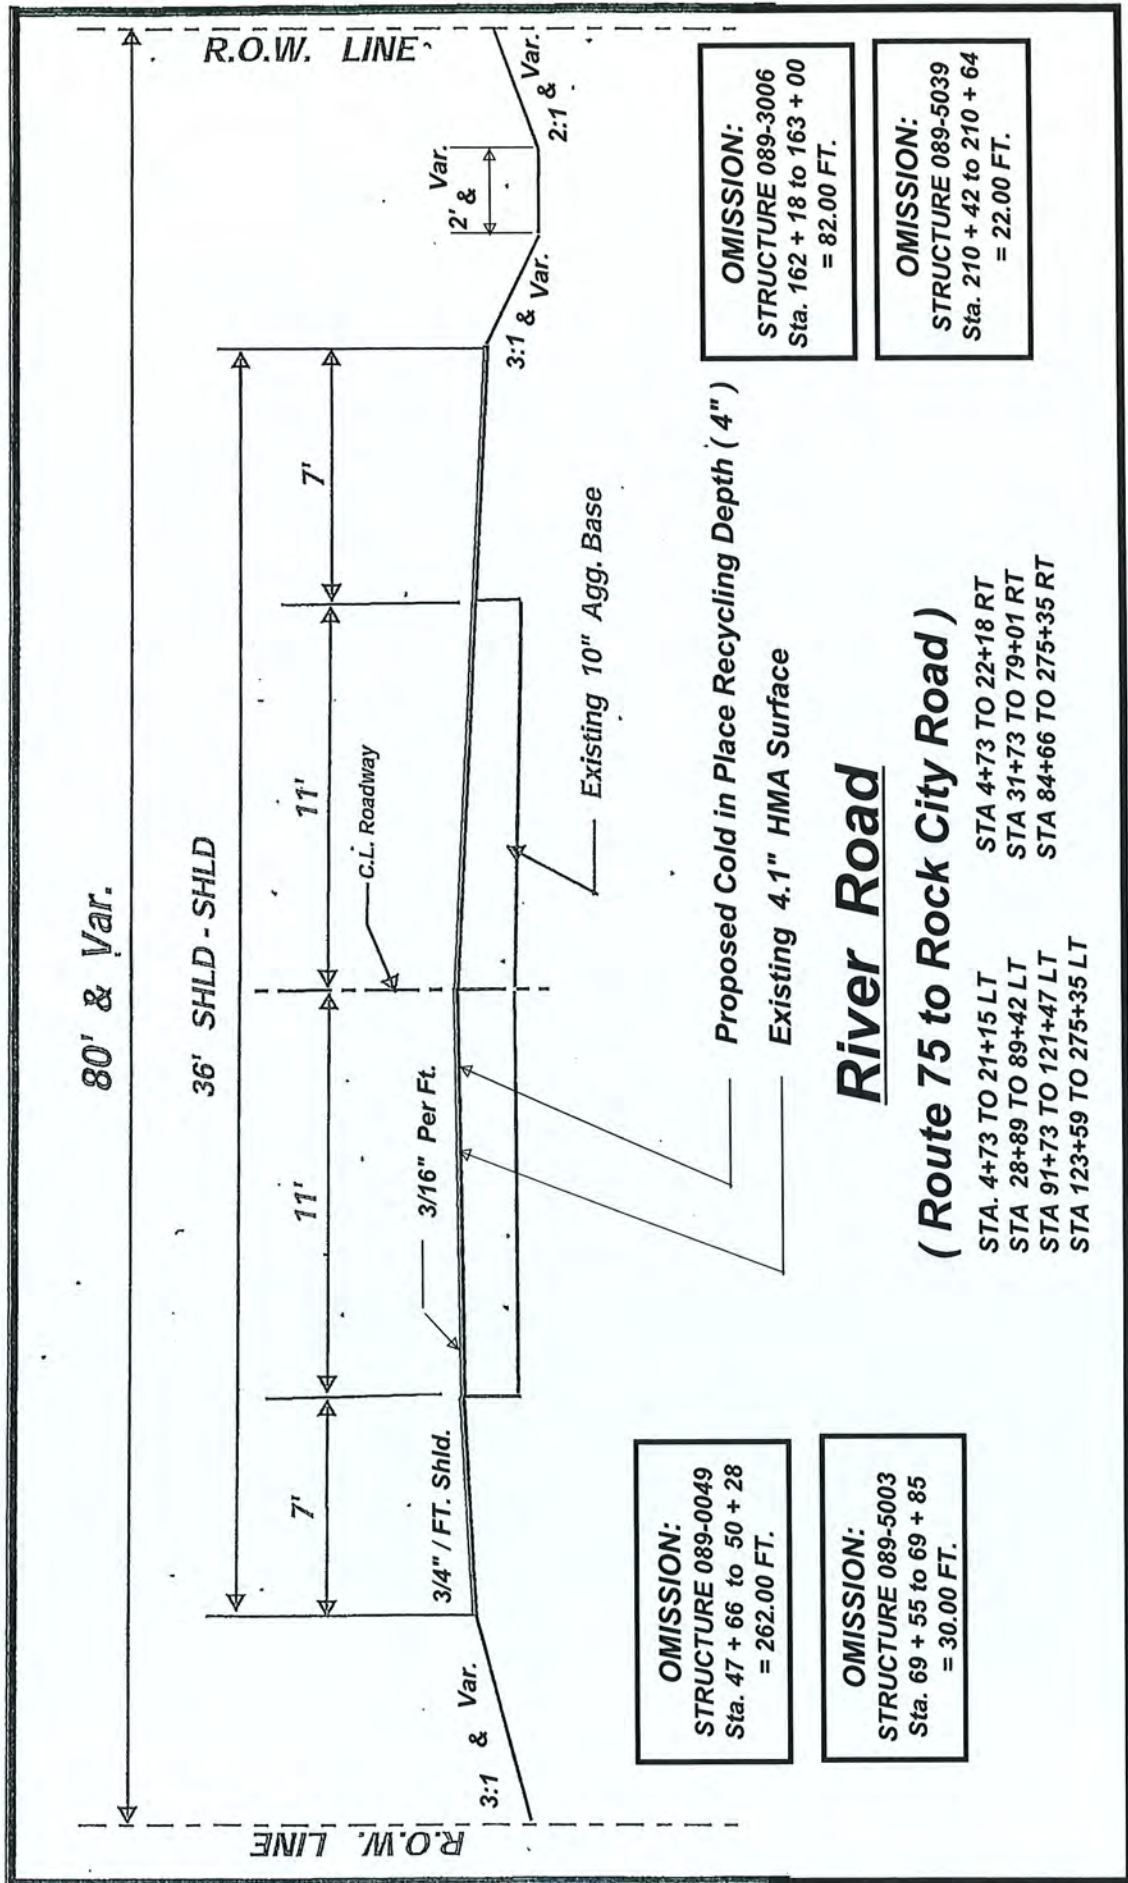 80' & Var.
R.O.W. LINE
R.O.W. LINE
36' SHLD - SHLD
7'
11'
11'
7'
C.L. Roadway
3/4" / FT. Shld.
3/16" Per Ft.
3:1 & Var.
3:1 & Var.
2' & Var.
2:1 & Var.
Existing 10" Agg. Base
Proposed Cold in Place Recycling Depth ( 4" )
Existing 4.1" HMA Surface
OMISSION:
STRUCTURE 089-0049
Sta. 47 + 66 to 50 + 28
= 262.00 FT.
OMISSION:
STRUCTURE 089-5003
Sta. 69 + 55 to 69 + 85
= 30.00 FT.
OMISSION:
STRUCTURE 089-3006
Sta. 162 + 18 to 163 + 00
= 82.00 FT.
OMISSION:
STRUCTURE 089-5039
Sta. 210 + 42 to 210 + 64
= 22.00 FT.
River Road
( Route 75 to Rock City Road )
STA. 4+73 TO 21+15 LT
STA 28+89 TO 89+42 LT
STA 91+73 TO 121+47 LT
STA 123+59 TO 275+35 LT
STA 4+73 TO 22+18 RT
STA 31+73 TO 79+01 RT
STA 84+66 TO 275+35 RT